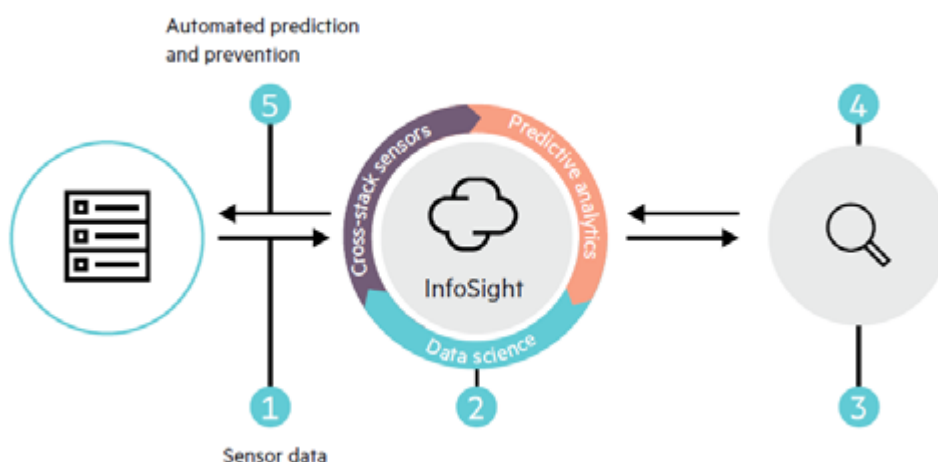 Automated prediction
and prevention
5
4
Cross-stack sensors
Predictive analytics
InfoSight
Data science
1
2
3
Sensor data